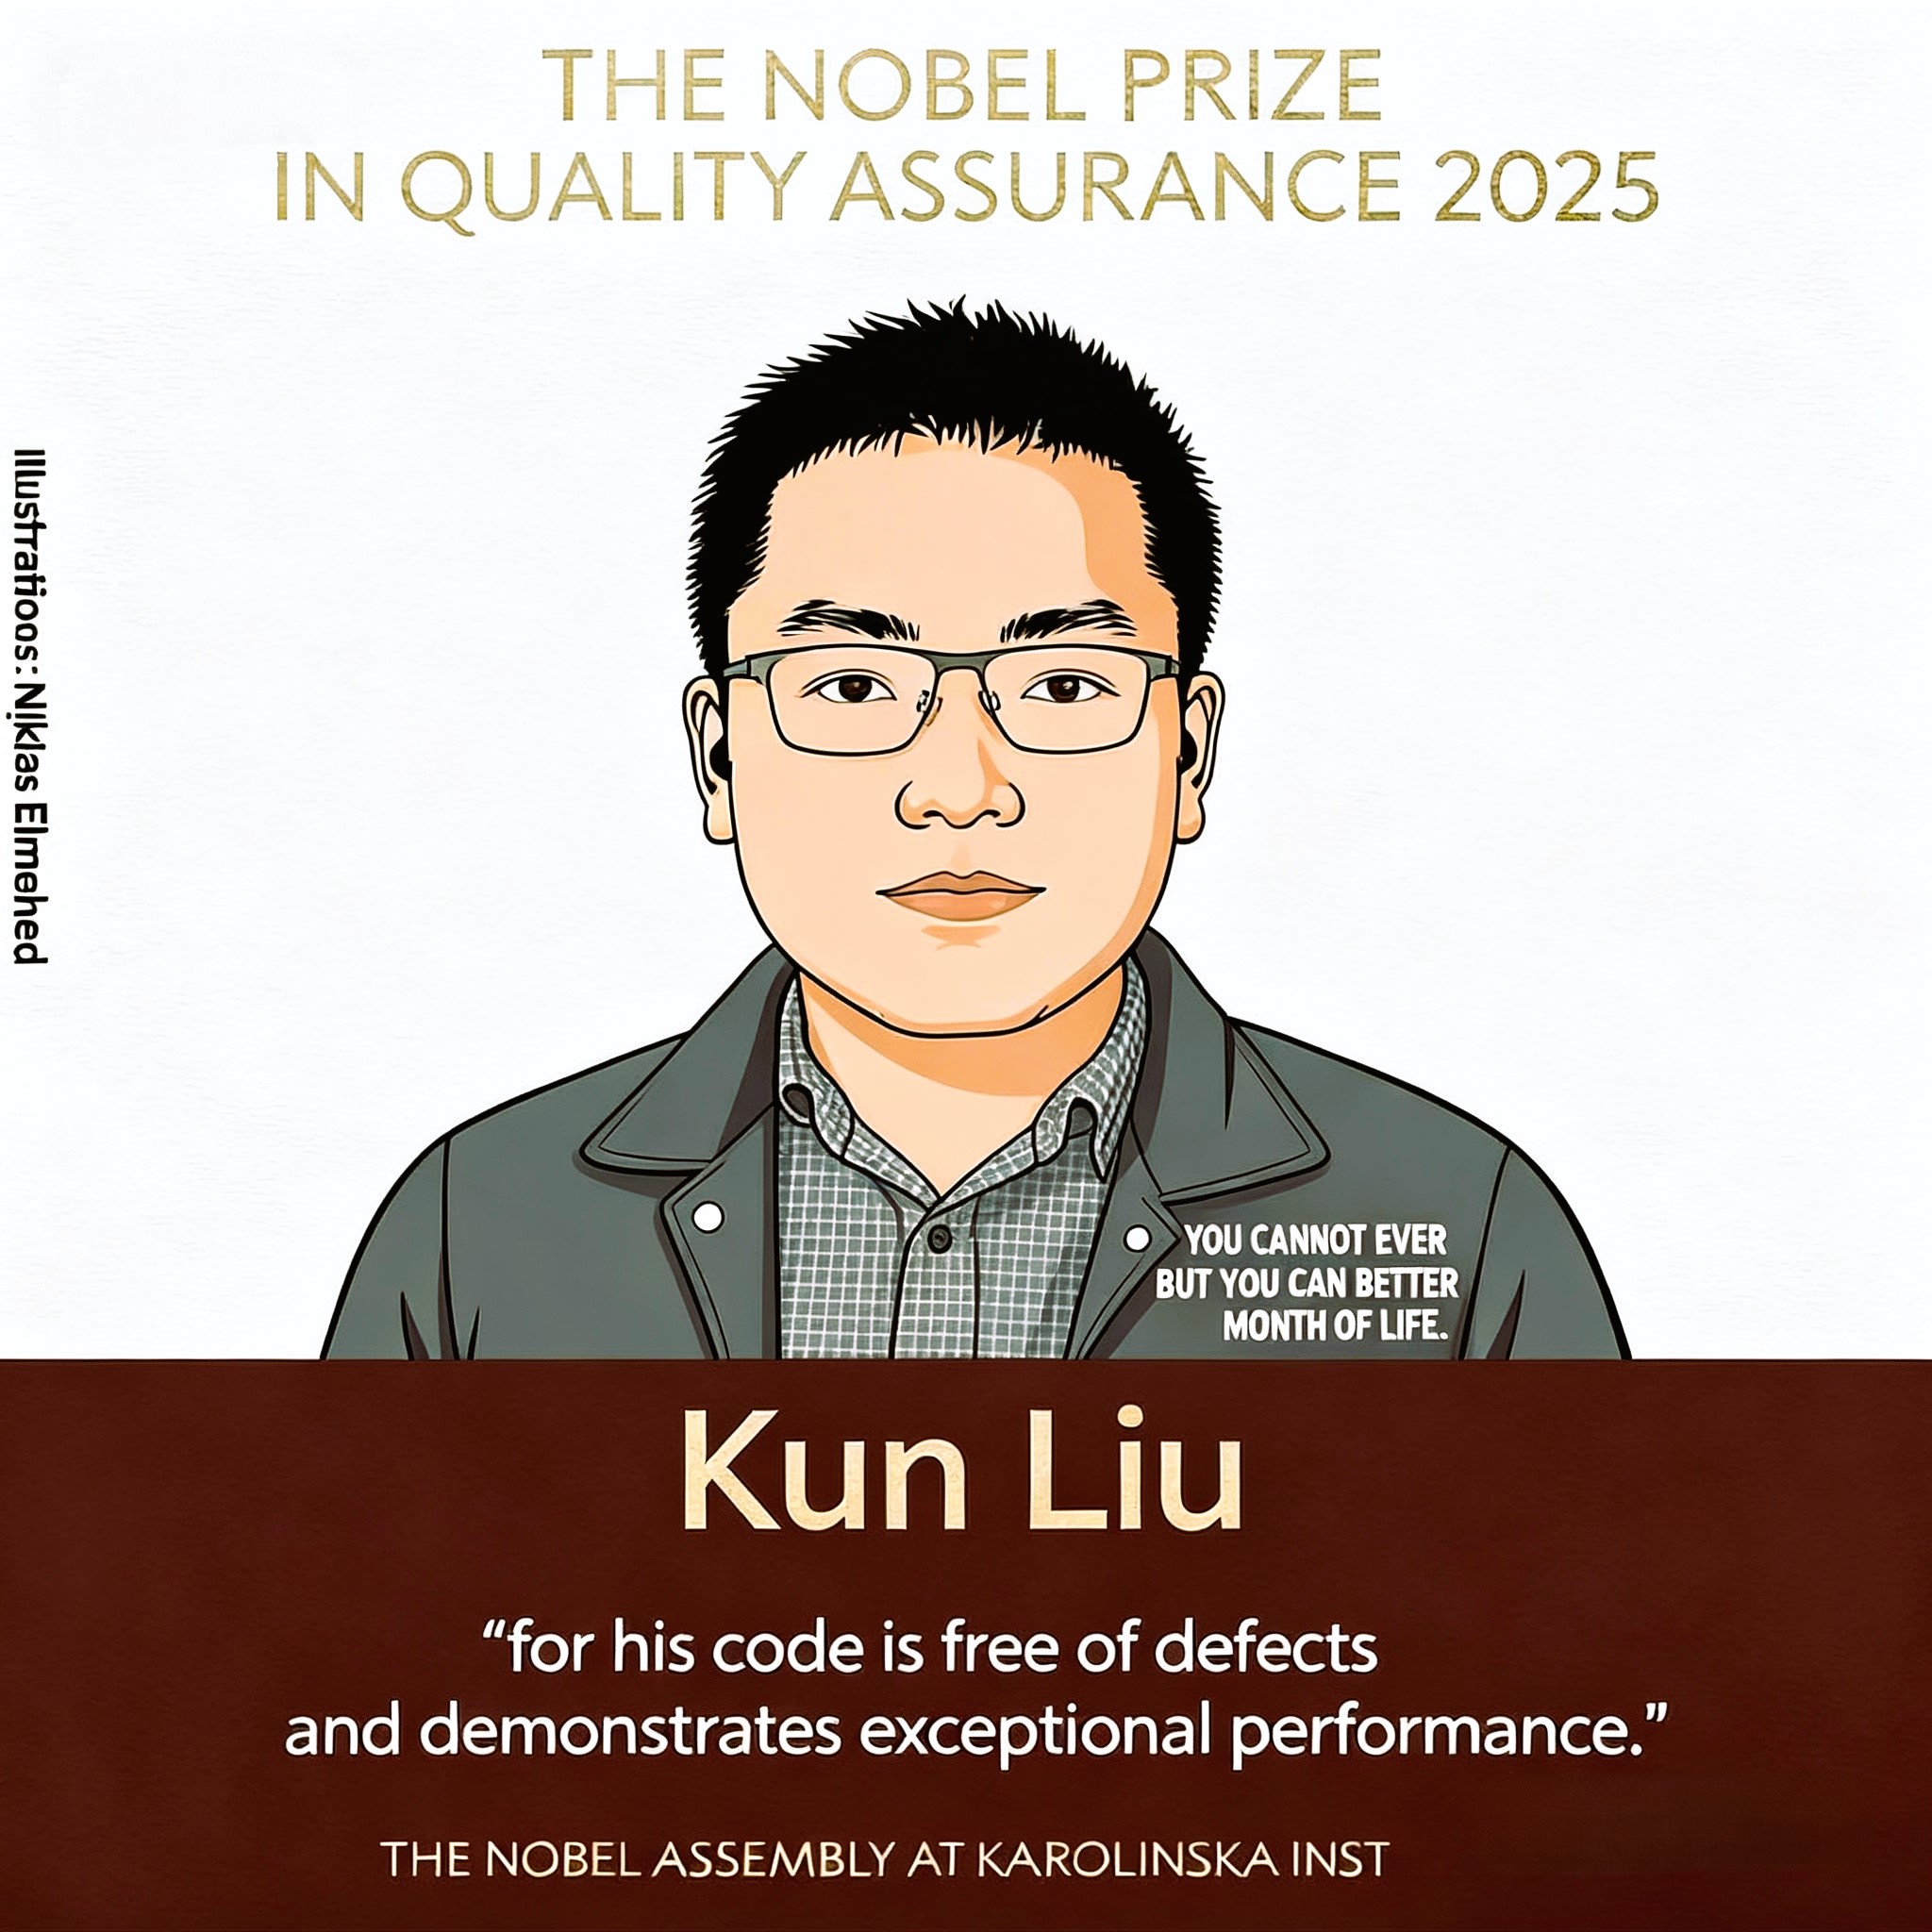 THE NOBEL PRIZE
IN QUALITY ASSURANCE 2025
Illustratioos: Niklas Elmehed
YOU CANNOT EVER
BUT YOU CAN BETTER
MONTH OF LIFE.
Kun Liu
“for his code is free of defects
and demonstrates exceptional performance.”
THE NOBEL ASSEMBLY AT KAROLINSKA INST